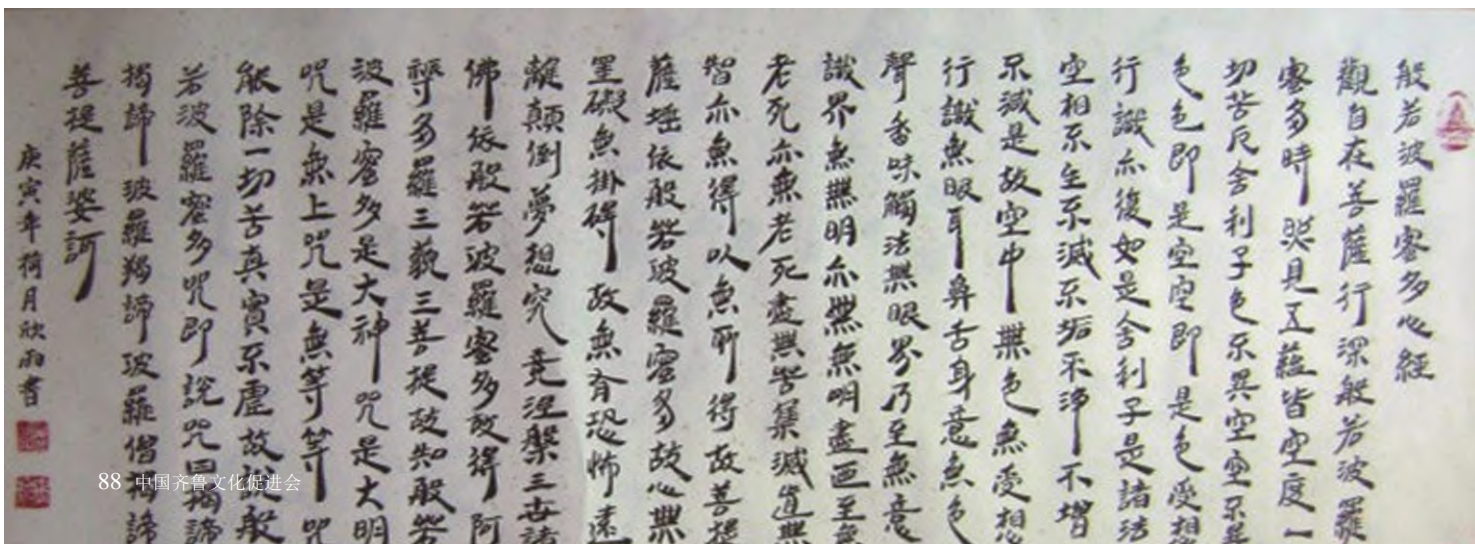 般若波羅蜜多心經
觀自在菩薩行深般若波羅
蜜多時照見五蘊皆空度一
切苦厄舍利子色不異空空不異
色色即是空空即是色受想
行識亦復如是舍利子是諸法
空相不生不滅不垢不淨不增
不減是故空中無色無受想
行識無眼耳鼻舌身意無色
聲香味觸法無眼界乃至無意
識界無無明亦無無明盡乃至無
老死亦無老死盡無苦集滅道無
智亦無得以無所得故菩提
薩埵依般若波羅蜜多故心無
罣礙無掛碍故無有恐怖遠
離顛倒夢想究竟涅槃三世諸
佛依般若波羅蜜多故得阿
耨多羅三藐三菩提故知般若
波羅蜜多是大神咒是大明
咒是無上咒是無等等咒
能除一切苦真實不虛故說般
若波羅蜜多咒即說咒曰揭諦
揭諦波羅揭諦波羅僧揭諦
菩提薩婆訶
庚寅年荷月欣雨書
88 中国齐鲁文化促进会